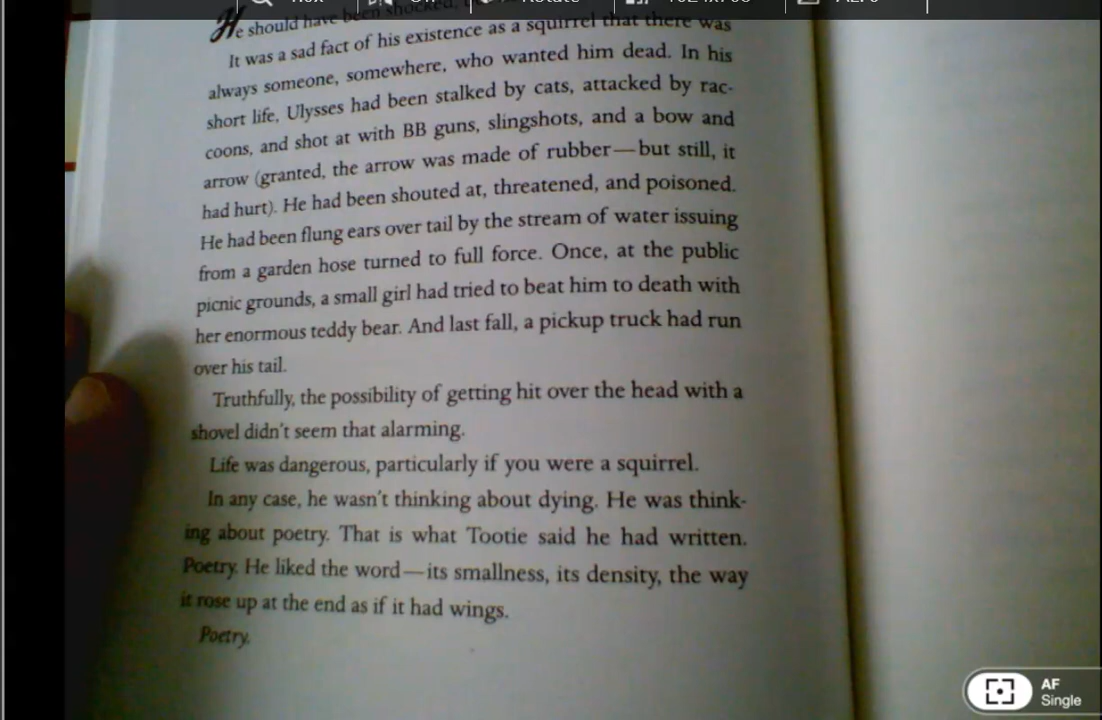 He should have been shocked,
It was a sad fact of his existence as a squirrel that there was
always someone, somewhere, who wanted him dead. In his
short life, Ulysses had been stalked by cats, attacked by rac-
coons, and shot at with BB guns, slingshots, and a bow and
arrow (granted, the arrow was made of rubber—but still, it
had hurt). He had been shouted at, threatened, and poisoned.
He had been flung ears over tail by the stream of water issuing
from a garden hose turned to full force. Once, at the public
picnic grounds, a small girl had tried to beat him to death with
her enormous teddy bear. And last fall, a pickup truck had run
over his tail.
Truthfully, the possibility of getting hit over the head with a
shovel didn't seem that alarming.
Life was dangerous, particularly if you were a squirrel.
In any case, he wasn't thinking about dying. He was think-
ing about poetry. That is what Tootie said he had written.
Poetry. He liked the word—its smallness, its density, the way
it rose up at the end as if it had wings.
Poetry.
AF
Single